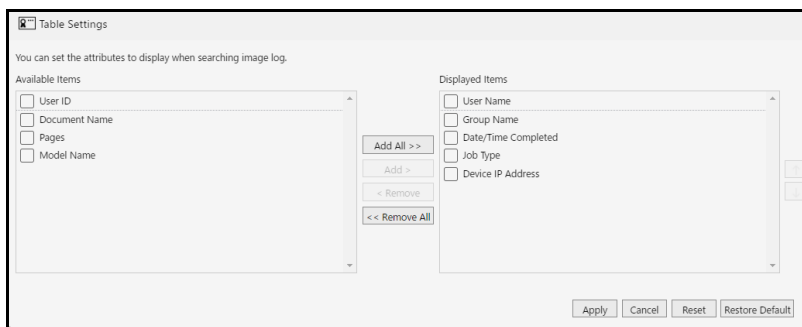 Table Settings
You can set the attributes to display when searching image log.
Available Items
User ID
Document Name
Pages
Model Name
Add All >>
Add >
< Remove
<< Remove All
Displayed Items
User Name
Group Name
Date/Time Completed
Job Type
Device IP Address
Apply Cancel Reset Restore Default